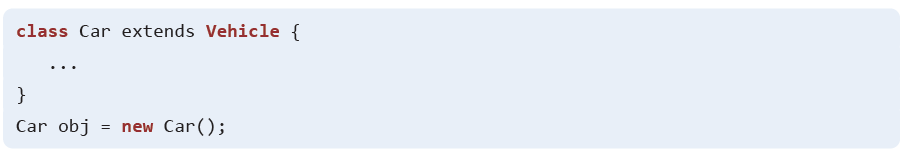 class Car extends Vehicle {
   ...
}
Car obj = new Car();